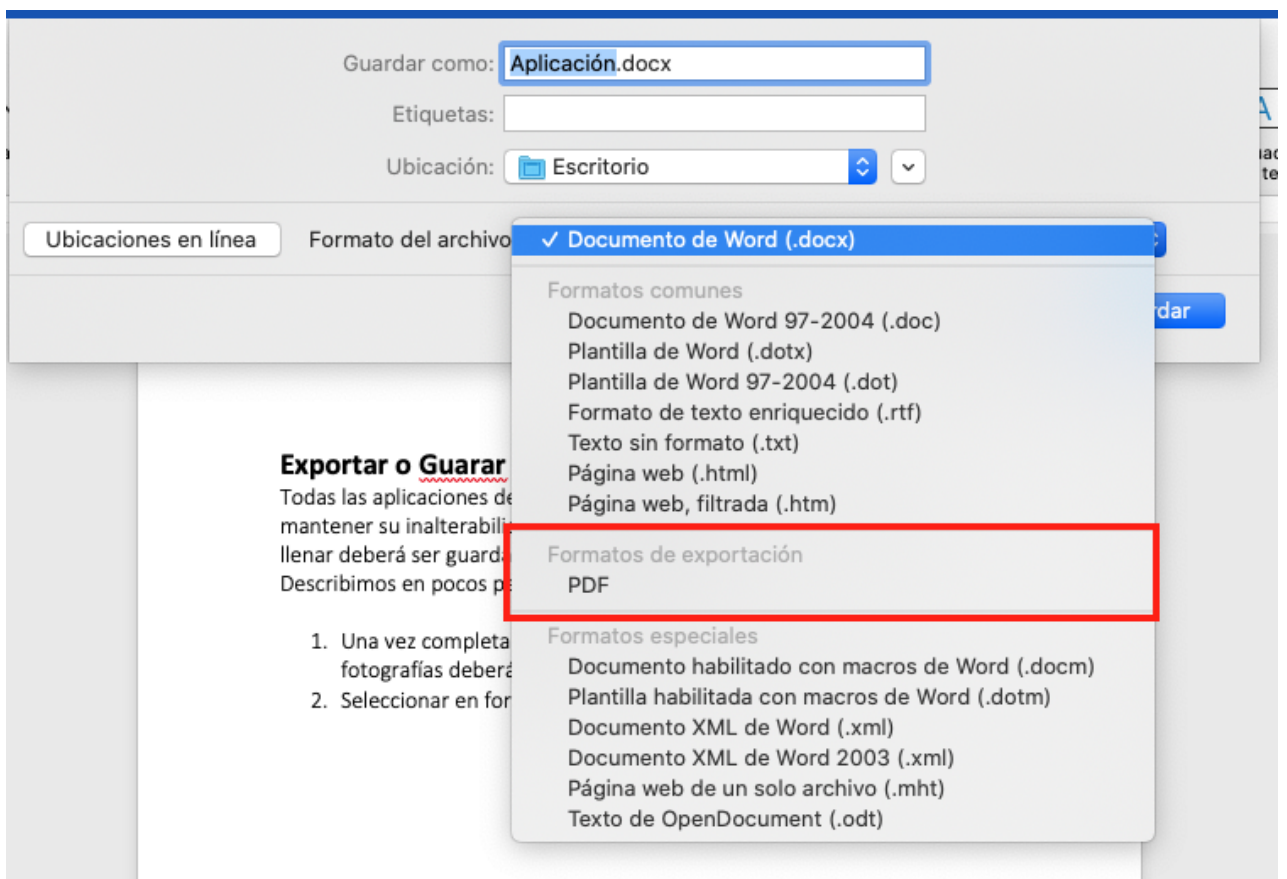 Guardar como: Aplicación.docx
Etiquetas:
Ubicación: Escritorio
Ubicaciones en línea Formato del archivo ✓ Documento de Word (.docx)
Formatos comunes
Documento de Word 97-2004 (.doc)
Plantilla de Word (.dotx)
Plantilla de Word 97-2004 (.dot)
Formato de texto enriquecido (.rtf)
Texto sin formato (.txt)
Página web (.html)
Página web, filtrada (.htm)
Formatos de exportación
PDF
Formatos especiales
Documento habilitado con macros de Word (.docm)
Plantilla habilitada con macros de Word (.dotm)
Documento XML de Word (.xml)
Documento XML de Word 2003 (.xml)
Página web de un solo archivo (.mht)
Texto de OpenDocument (.odt)
Exportar o Guarar
Todas las aplicaciones de
mantener su
llenar deberá ser
Describimos en pocos
1. Una vez
fotografías
2. Seleccionar en